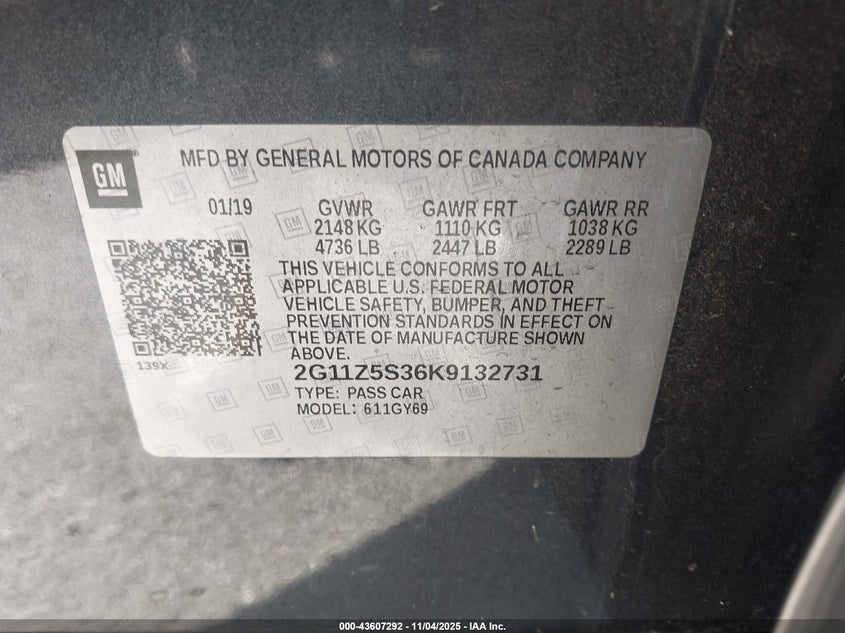 GM
MFD BY GENERAL MOTORS OF CANADA COMPANY
01/19 GVWR GAWR FRT GAWR RR
2148 KG 1110 KG 1038 KG
4736 LB 2447 LB 2289 LB
THIS VEHICLE CONFORMS TO ALL
APPLICABLE U.S. FEDERAL MOTOR
VEHICLE SAFETY, BUMPER, AND THEFT
PREVENTION STANDARDS IN EFFECT ON
THE DATE OF MANUFACTURE SHOWN
ABOVE.
139X
2G11Z5S36K9132731
TYPE: PASS CAR
MODEL: 611GY69
000-43607292 - 11/04/2025 - IAA Inc.